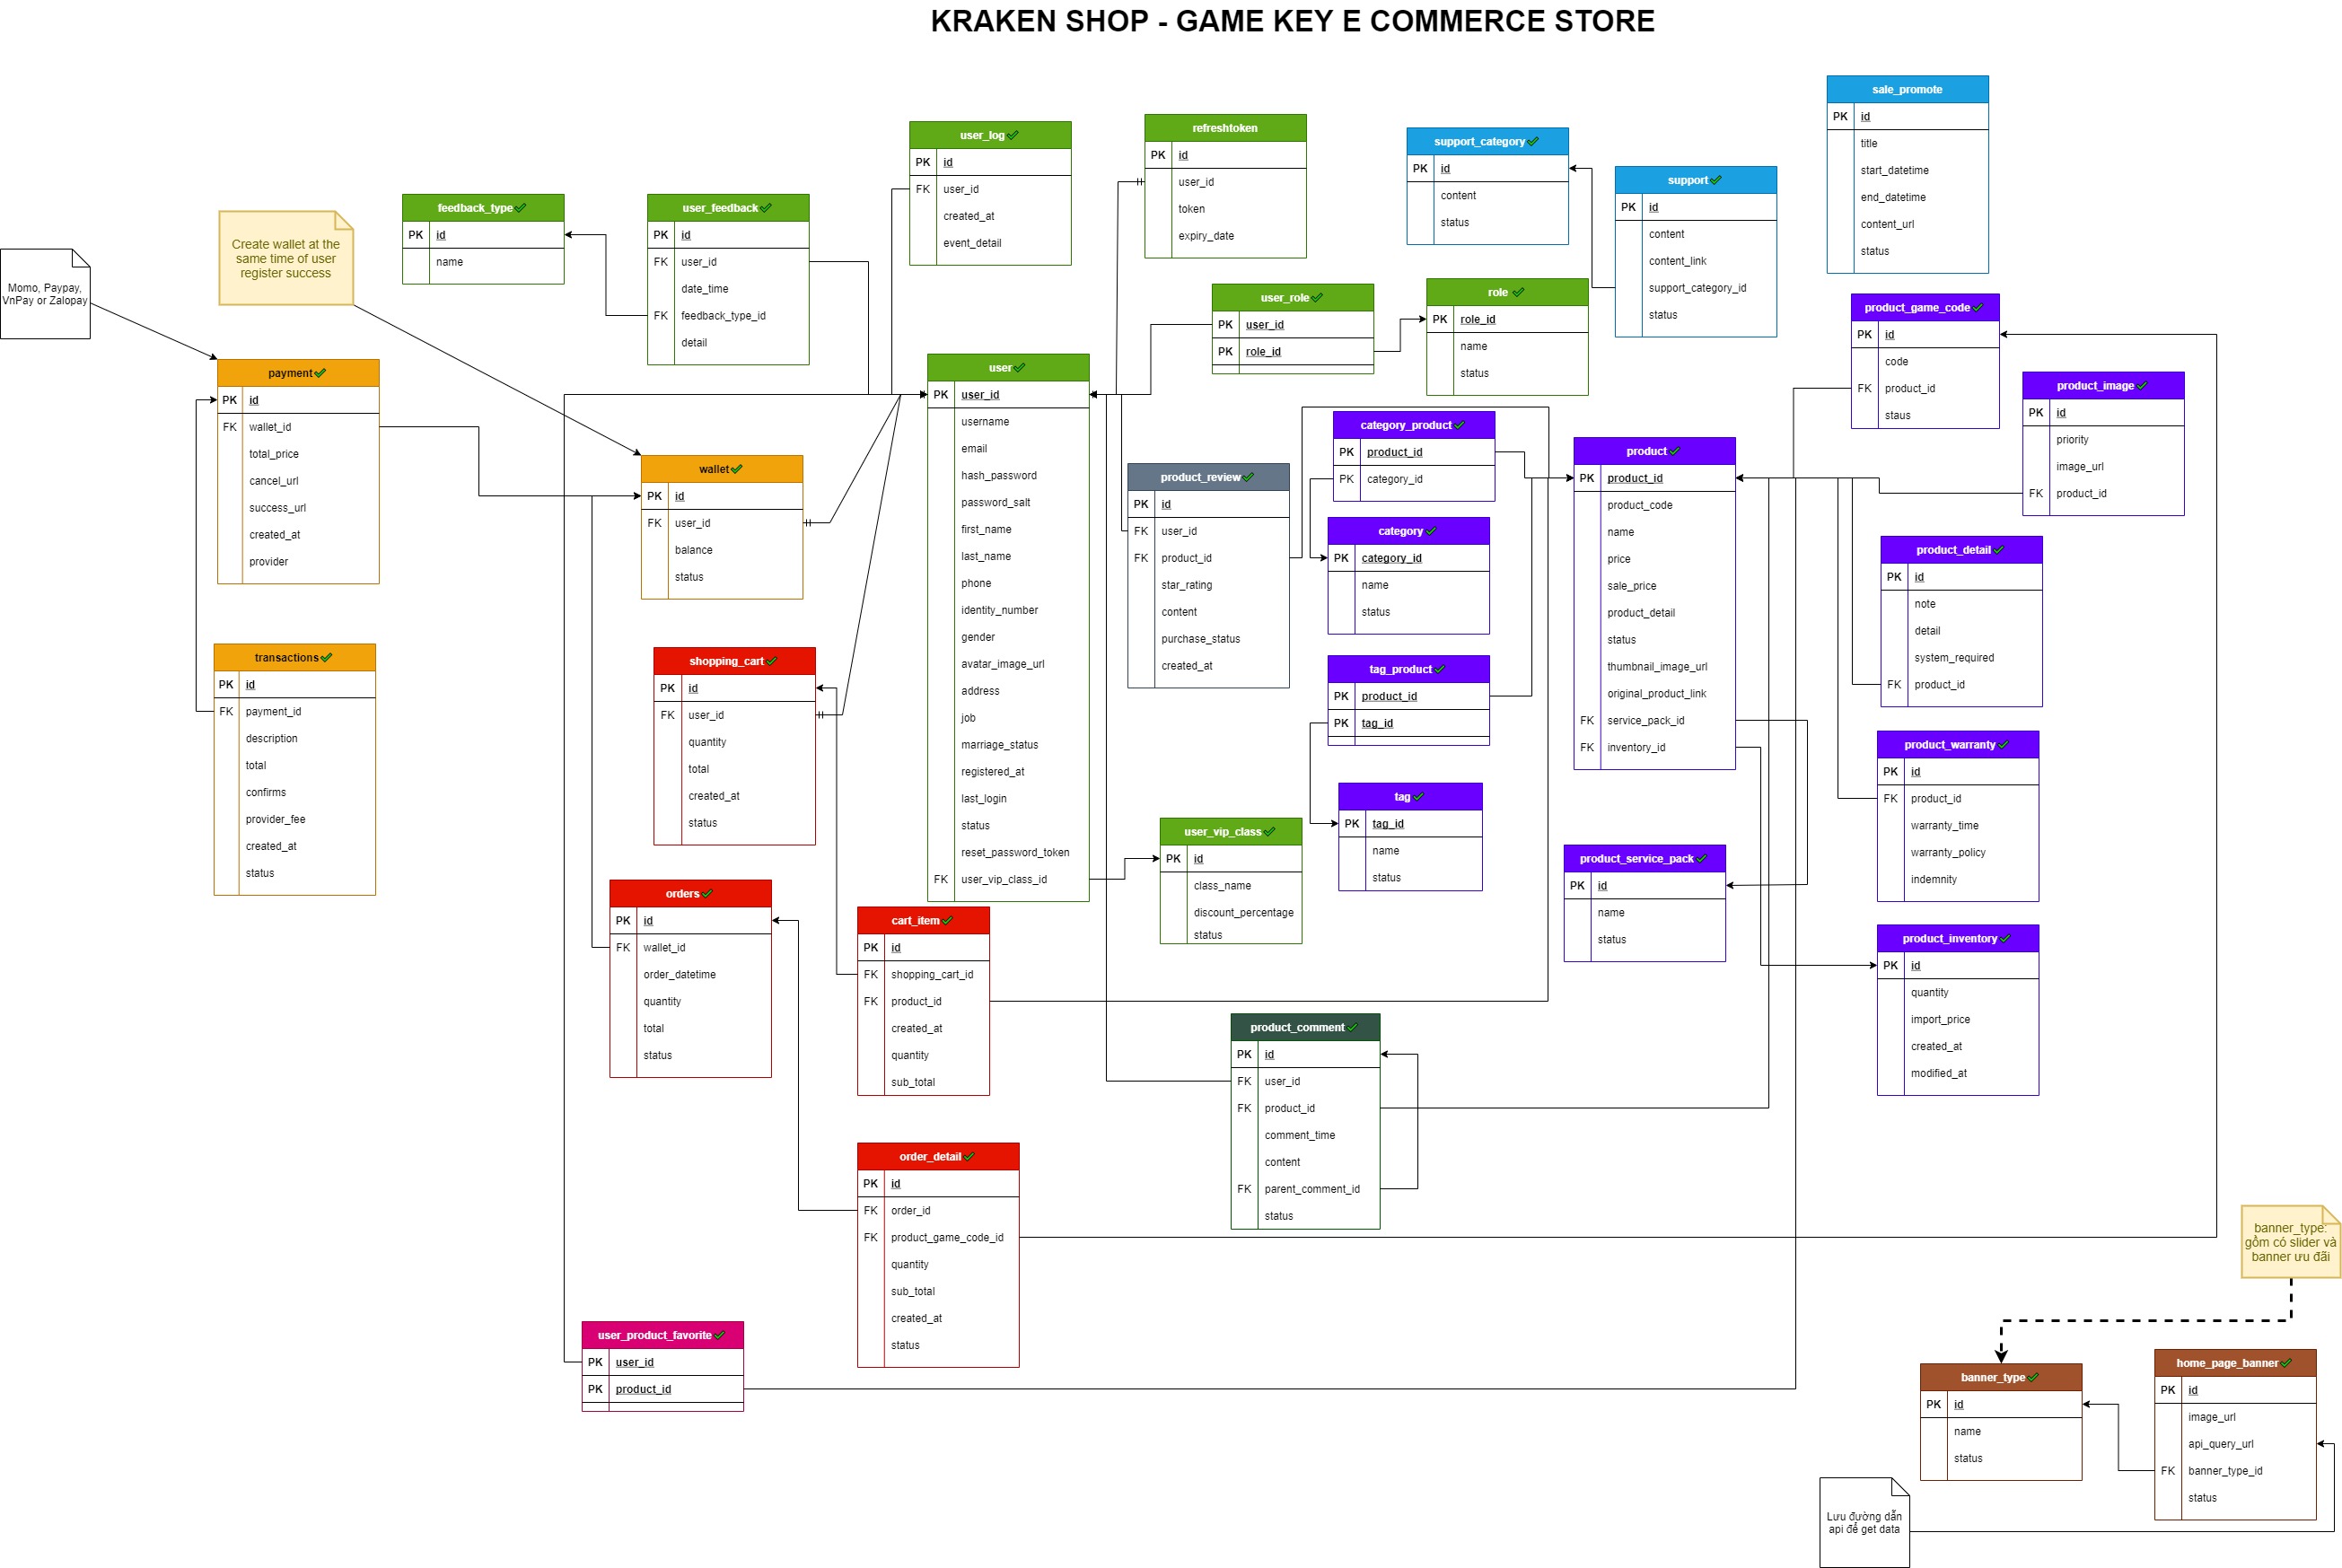 KRAKEN SHOP - GAME KEY E COMMERCE STORE
Momo, Paypay,
VnPay or Zalopay
Create wallet at the
same time of user
register success
feedback_type
PK id
name
user_feedback
PK id
FK user_id
date_time
FK feedback_type_id
detail
user_log
PK id
FK user_id
created_at
event_detail
refreshtoken
PK id
user_id
token
expiry_date
support_category
PK id
content
status
support
PK id
content
content_link
support_category_id
status
sale_promote
PK id
title
start_datetime
end_datetime
content_url
status
user_role
PK user_id
PK role_id
role
PK role_id
name
status
product_game_code
PK id
code
FK product_id
staus
product_image
PK id
priority
image_url
FK product_id
payment
PK id
FK wallet_id
total_price
cancel_url
success_url
created_at
provider
wallet
PK id
FK user_id
balance
status
user
PK user_id
username
email
hash_password
password_salt
first_name
last_name
phone
identity_number
gender
avatar_image_url
address
job
marriage_status
registered_at
last_login
status
reset_password_token
FK user_vip_class_id
product_review
PK id
FK user_id
FK product_id
star_rating
content
purchase_status
created_at
category_product
PK product_id
PK category_id
category
PK category_id
name
status
tag_product
PK product_id
PK tag_id
tag
PK tag_id
name
status
product
PK product_id
product_code
name
price
sale_price
product_detail
status
thumbnail_image_url
original_product_link
FK service_pack_id
FK inventory_id
product_detail
PK id
note
detail
system_required
FK product_id
product_warranty
PK id
FK product_id
warranty_time
warranty_policy
indemnity
product_service_pack
PK id
name
status
product_inventory
PK id
quantity
import_price
created_at
modified_at
transactions
PK id
FK payment_id
description
total
confirms
provider_fee
created_at
status
shopping_cart
PK id
FK user_id
quantity
total
created_at
status
user_vip_class
PK id
class_name
discount_percentage
status
orders
PK id
FK wallet_id
order_datetime
quantity
total
status
cart_item
PK id
FK shopping_cart_id
FK product_id
created_at
quantity
sub_total
product_comment
PK id
FK user_id
FK product_id
comment_time
content
FK parent_comment_id
status
order_detail
PK id
FK order_id
FK product_game_code_id
quantity
sub_total
created_at
status
user_product_favorite
PK user_id
PK product_id
banner_type:
gồm có slider và
banner ưu đãi
banner_type
PK id
name
status
home_page_banner
PK id
image_url
api_query_url
FK banner_type_id
status
Lưu đường dẫn
api để get data